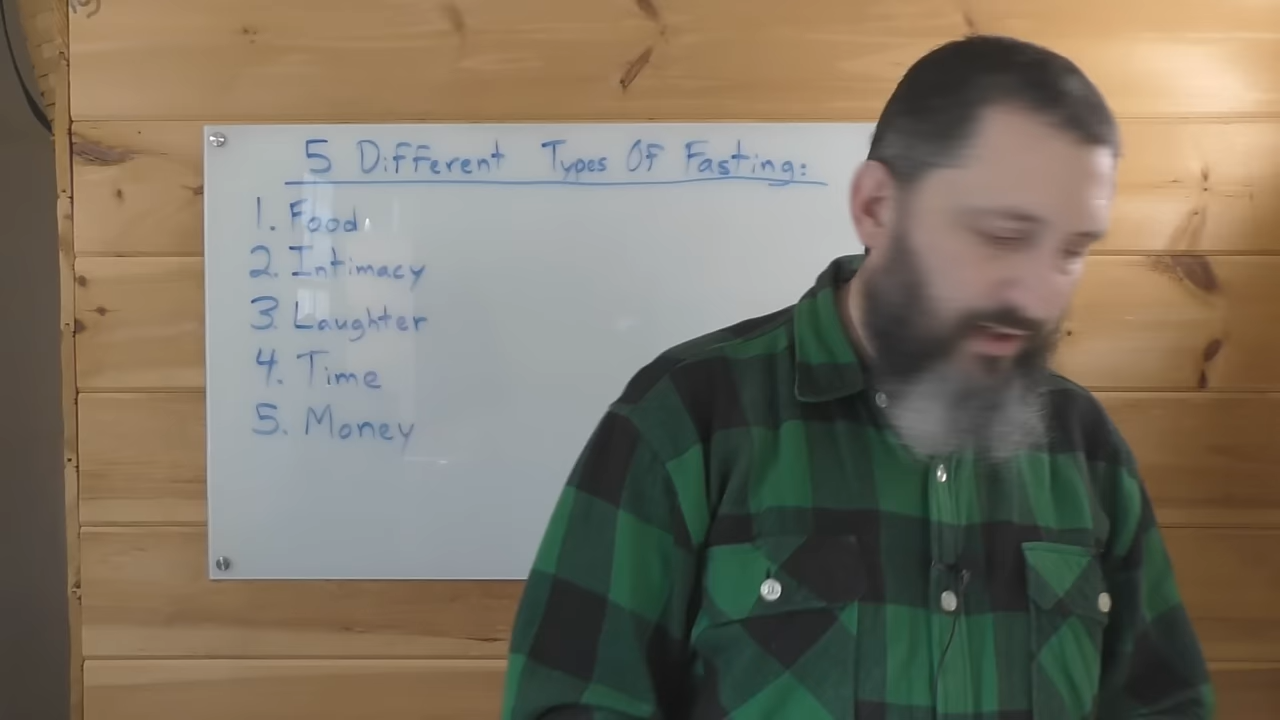 5 Different Types Of Fasting:
1. Food
2. Intimacy
3. Laughter
4. Time
5. Money